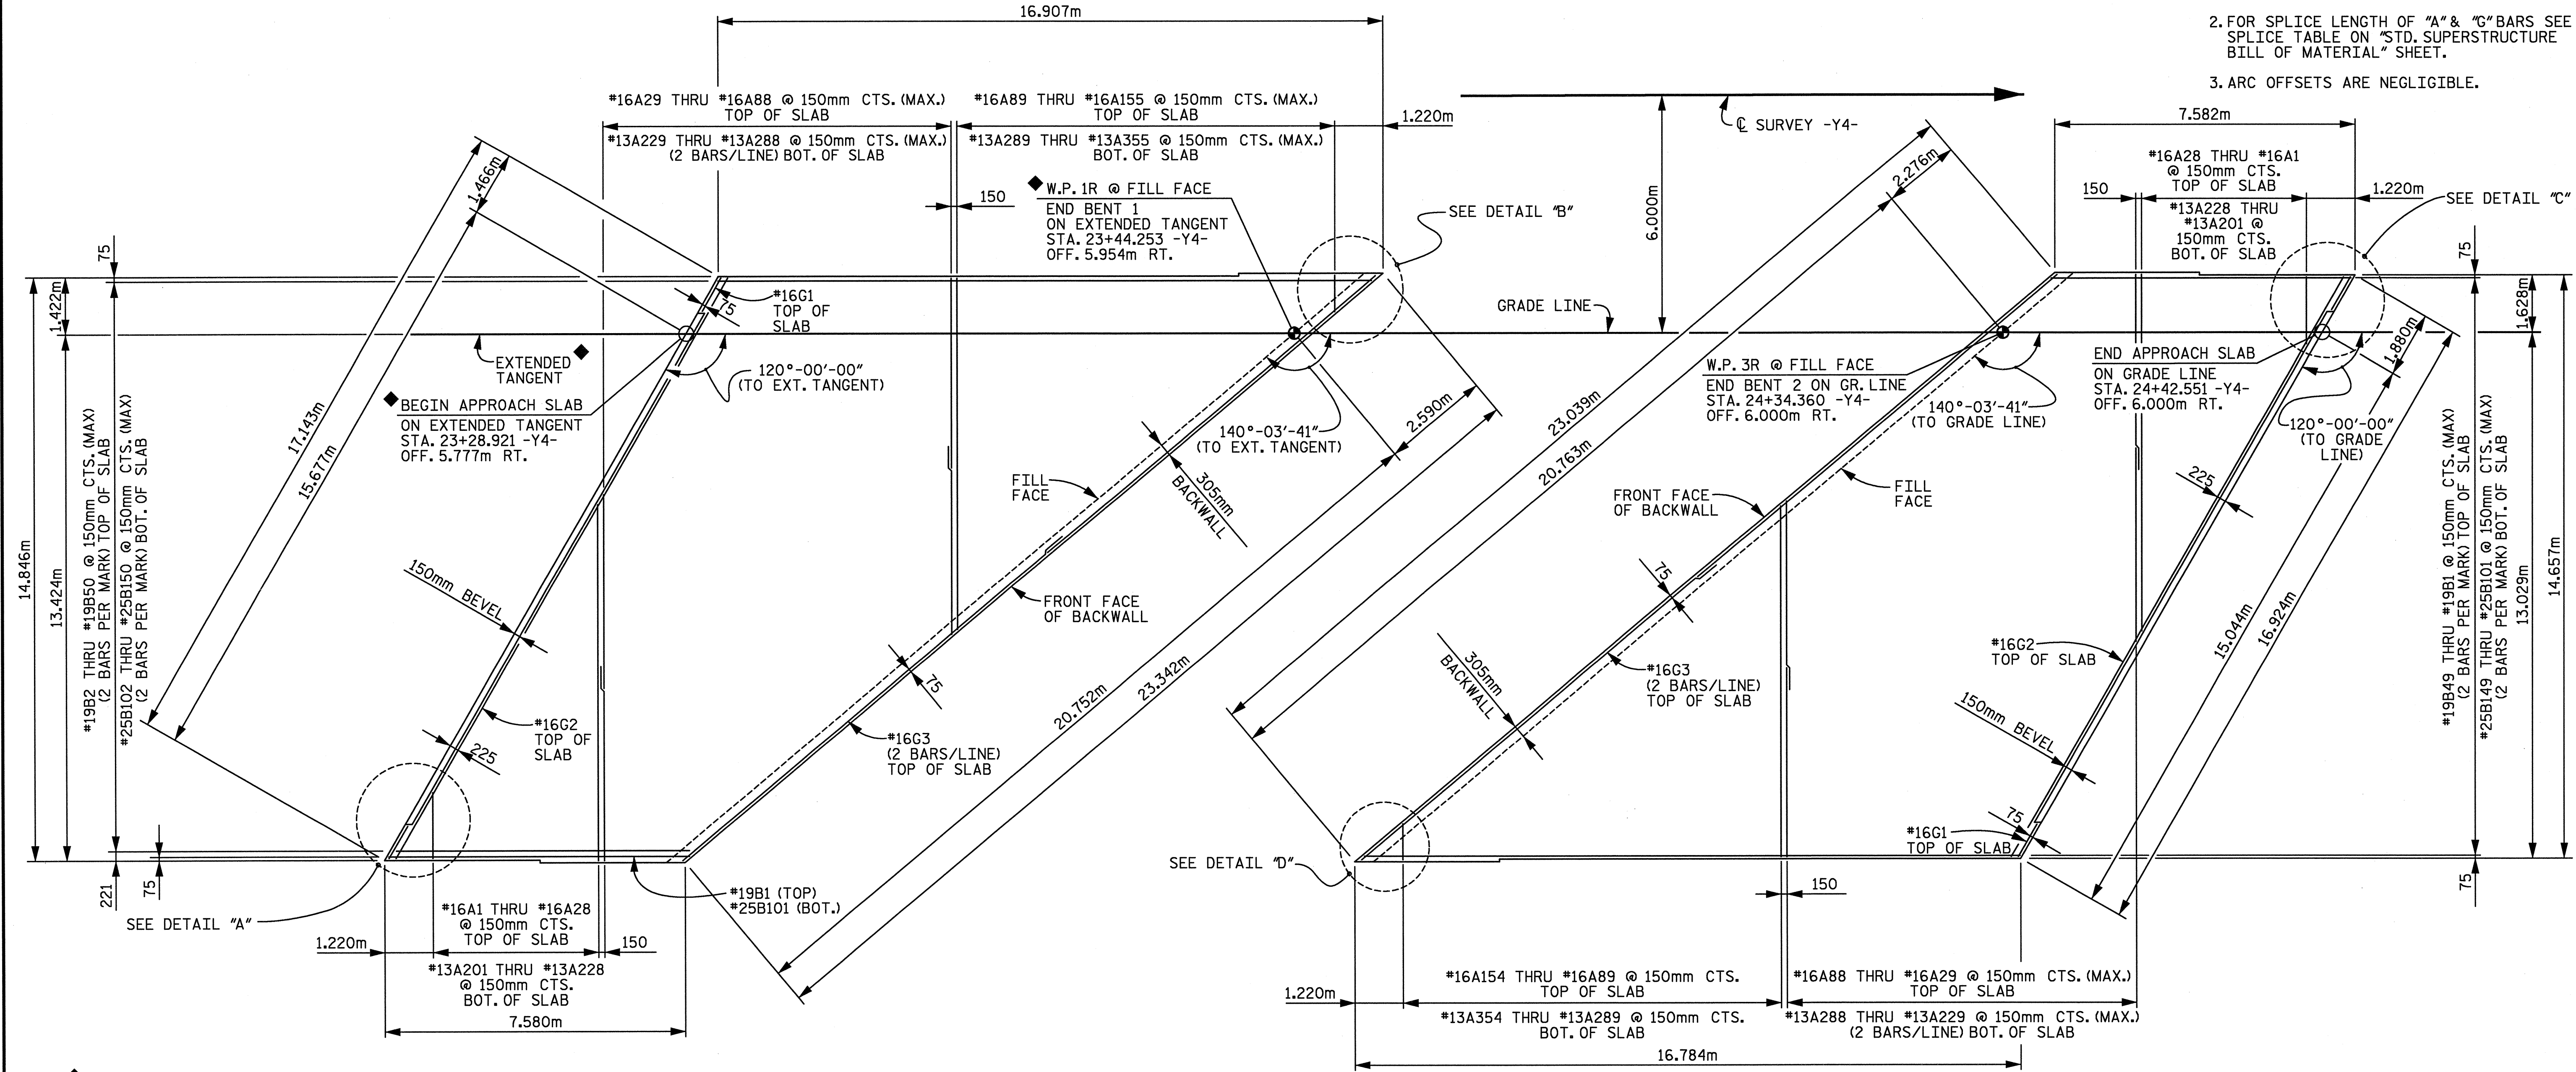 16.907m
2. FOR SPLICE LENGTH OF "A" & "G" BARS SEE
SPLICE TABLE ON "STD. SUPERSTRUCTURE
BILL OF MATERIAL" SHEET.
3. ARC OFFSETS ARE NEGLIGIBLE.
#16A29 THRU #16A88 @ 150mm CTS. (MAX.)
TOP OF SLAB
#13A229 THRU #13A288 @ 150mm CTS. (MAX.)
(2 BARS/LINE) BOT. OF SLAB
#16A89 THRU #16A155 @ 150mm CTS. (MAX.)
TOP OF SLAB
#13A289 THRU #13A355 @ 150mm CTS. (MAX.)
BOT. OF SLAB
1.220m
℄ SURVEY -Y4-
6.000m
7.582m
#16A28 THRU #16A1
@ 150mm CTS.
TOP OF SLAB
#13A228 THRU
#13A201 @
150mm CTS.
BOT. OF SLAB
150
1.220m
SEE DETAIL "C"
1.466m
17.143m
15.677m
150
◆ W.P. 1R @ FILL FACE
END BENT 1
ON EXTENDED TANGENT
STA. 23+44.253 -Y4-
OFF. 5.954m RT.
SEE DETAIL "B"
2.276m
23.039m
20.763m
75
1.422m
14.846m
13.424m
#19B2 THRU #19B50 @ 150mm CTS. (MAX)
(2 BARS PER MARK) TOP OF SLAB
#25B102 THRU #25B150 @ 150mm CTS. (MAX)
(2 BARS PER MARK) BOT. OF SLAB
#16G1
TOP OF
SLAB
75
EXTENDED ◆
TANGENT
120°-00'-00"
(TO EXT. TANGENT)
◆ BEGIN APPROACH SLAB
ON EXTENDED TANGENT
STA. 23+28.921 -Y4-
OFF. 5.777m RT.
140°-03'-41"
(TO EXT. TANGENT)
2.590m
GRADE LINE
W.P. 3R @ FILL FACE
END BENT 2 ON GR. LINE
STA. 24+34.360 -Y4-
OFF. 6.000m RT.
140°-03'-41"
(TO GRADE LINE)
END APPROACH SLAB
ON GRADE LINE
STA. 24+42.551 -Y4-
OFF. 6.000m RT.
120°-00'-00"
(TO GRADE
LINE)
1.880m
75
1.628m
14.657m
13.029m
#19B49 THRU #19B1 @ 150mm CTS. (MAX)
(2 BARS PER MARK) TOP OF SLAB
#25B149 THRU #25B101 @ 150mm CTS. (MAX)
(2 BARS PER MARK) BOT. OF SLAB
FILL
FACE
305mm
BACKWALL
FRONT FACE
OF BACKWALL
FRONT FACE
OF BACKWALL
FILL
FACE
225
150mm BEVEL
75
#16G2
TOP OF
SLAB
225
75
#16G3
(2 BARS/LINE)
TOP OF SLAB
20.752m
23.342m
#16G3
(2 BARS/LINE)
TOP OF SLAB
305mm
BACKWALL
#16G2
TOP OF SLAB
150mm BEVEL
15.044m
16.924m
75
#16G1
TOP OF SLAB
75
221
75
SEE DETAIL "A"
#19B1 (TOP)
#25B101 (BOT.)
#16A1 THRU #16A28
@ 150mm CTS.
TOP OF SLAB
1.220m
150
#13A201 THRU #13A228
@ 150mm CTS.
BOT. OF SLAB
7.580m
SEE DETAIL "D"
150
1.220m
#16A154 THRU #16A89 @ 150mm CTS.
TOP OF SLAB
#13A354 THRU #13A289 @ 150mm CTS.
BOT. OF SLAB
#16A88 THRU #16A29 @ 150mm CTS. (MAX.)
TOP OF SLAB
#13A288 THRU #13A229 @ 150mm CTS. (MAX.)
(2 BARS/LINE) BOT. OF SLAB
16.784m